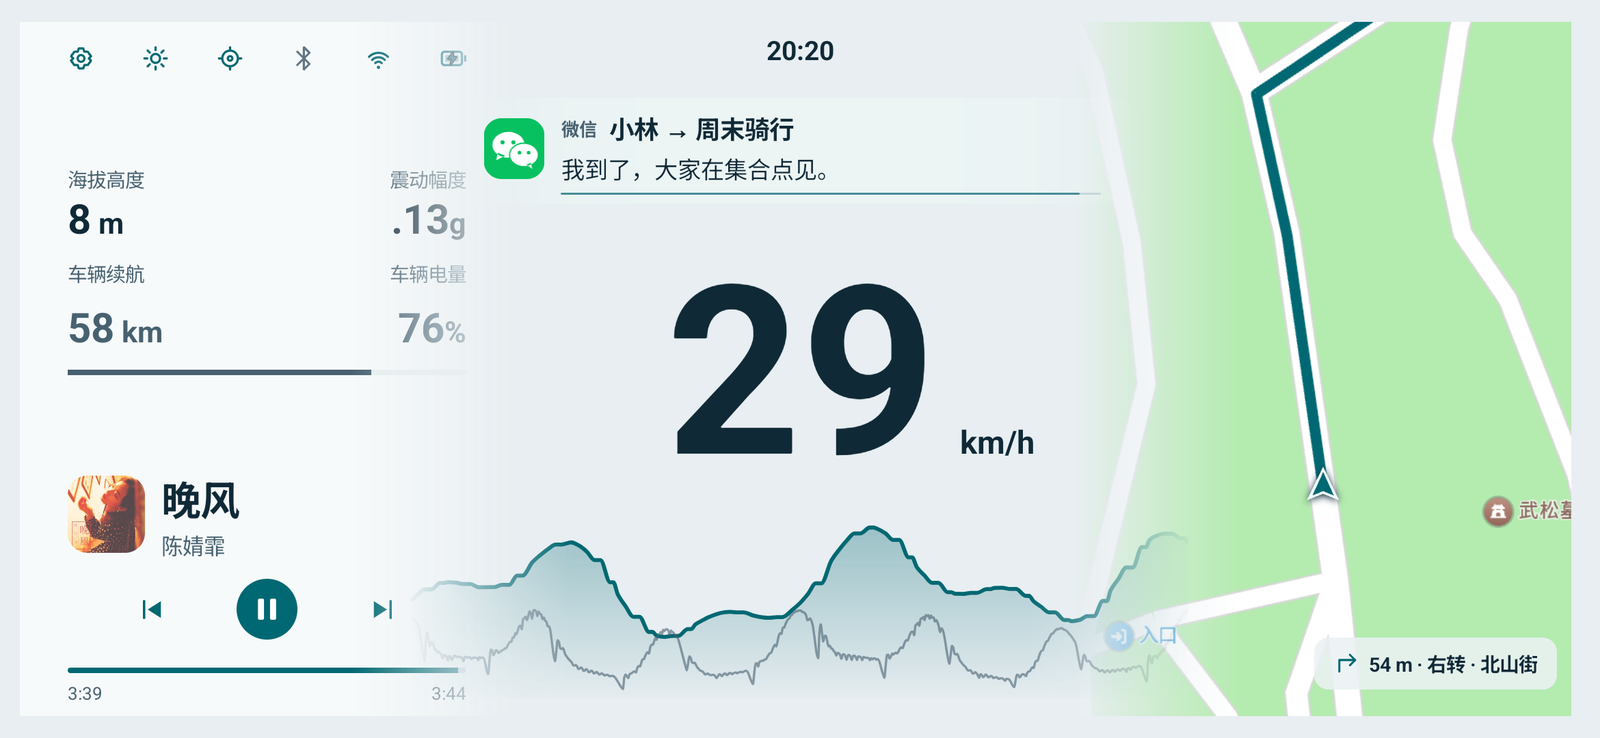 20:20
微信 小林 → 周末骑行
我到了，大家在集合点见。
海拔高度
8 m
震动幅度
.13g
车辆续航
58 km
车辆电量
76%
29 km/h
晚风
陈婧霏
3:39
3:44
入口
武松墓
54 m · 右转 · 北山街